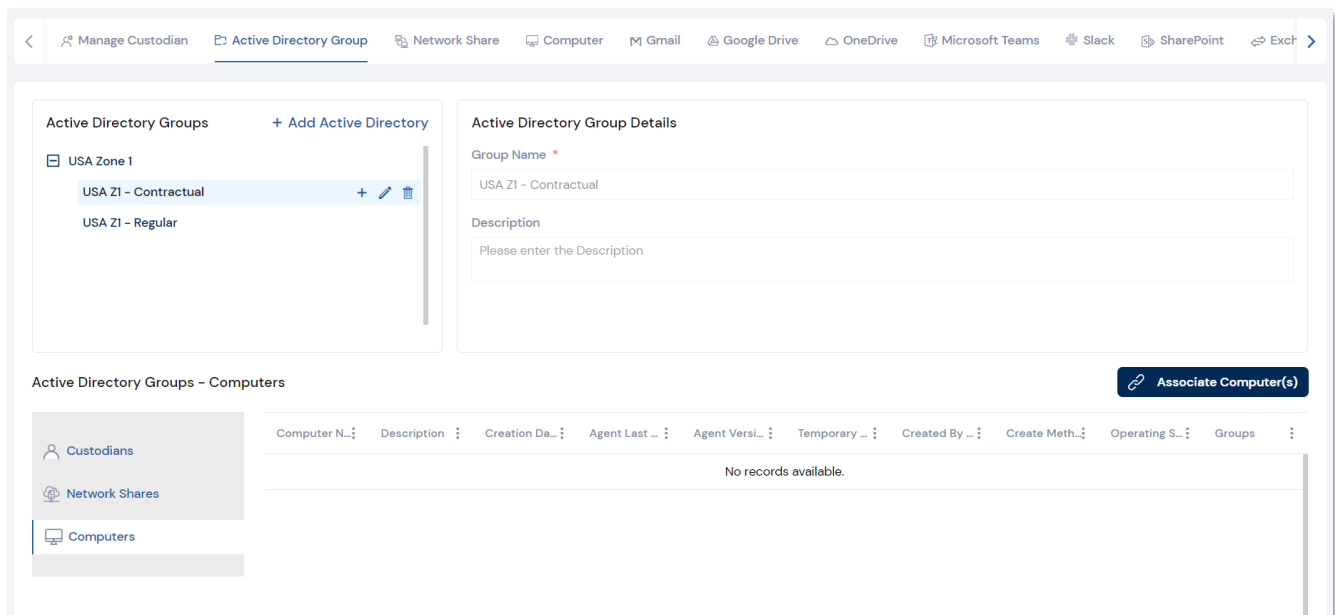 Manage Custodian Active Directory Group Network Share Computer Gmail Google Drive OneDrive Microsoft Teams Slack SharePoint Exch
Active Directory Groups + Add Active Directory
USA Zone 1
USA Z1 - Contractual
USA Z1 - Regular
Active Directory Group Details
Group Name *
USA Z1 - Contractual
Description
Please enter the Description
Active Directory Groups - Computers
Associate Computer(s)
Custodians
Network Shares
Computers
Computer N... Description Creation Da... Agent Last ... Agent Versi... Temporary ... Created By ... Create Meth... Operating S... Groups
No records available.